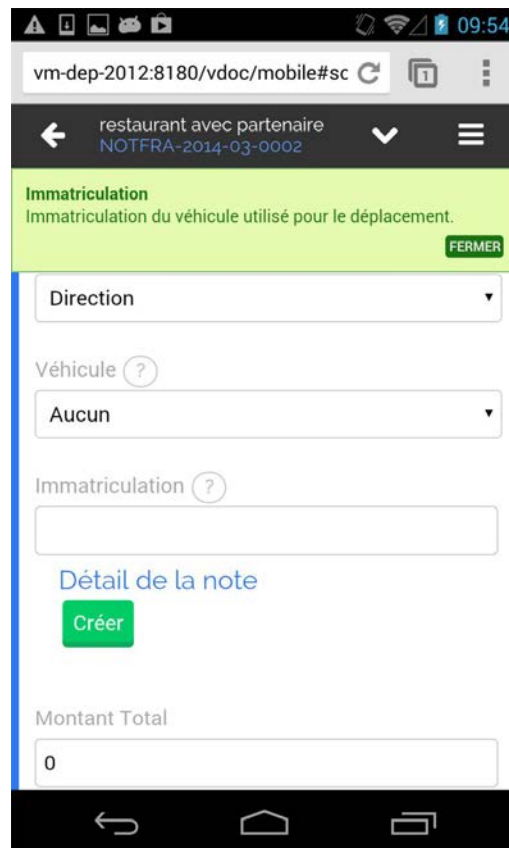 09:54
vm-dep-2012:8180/vdoc/mobile#sc
1
restaurant avec partenaire
NOTFRA-2014-03-0002
Immatriculation
Immatriculation du véhicule utilisé pour le déplacement.
FERMER
Direction
Véhicule ?
Aucun
Immatriculation ?
Détail de la note
Créer
Montant Total
0